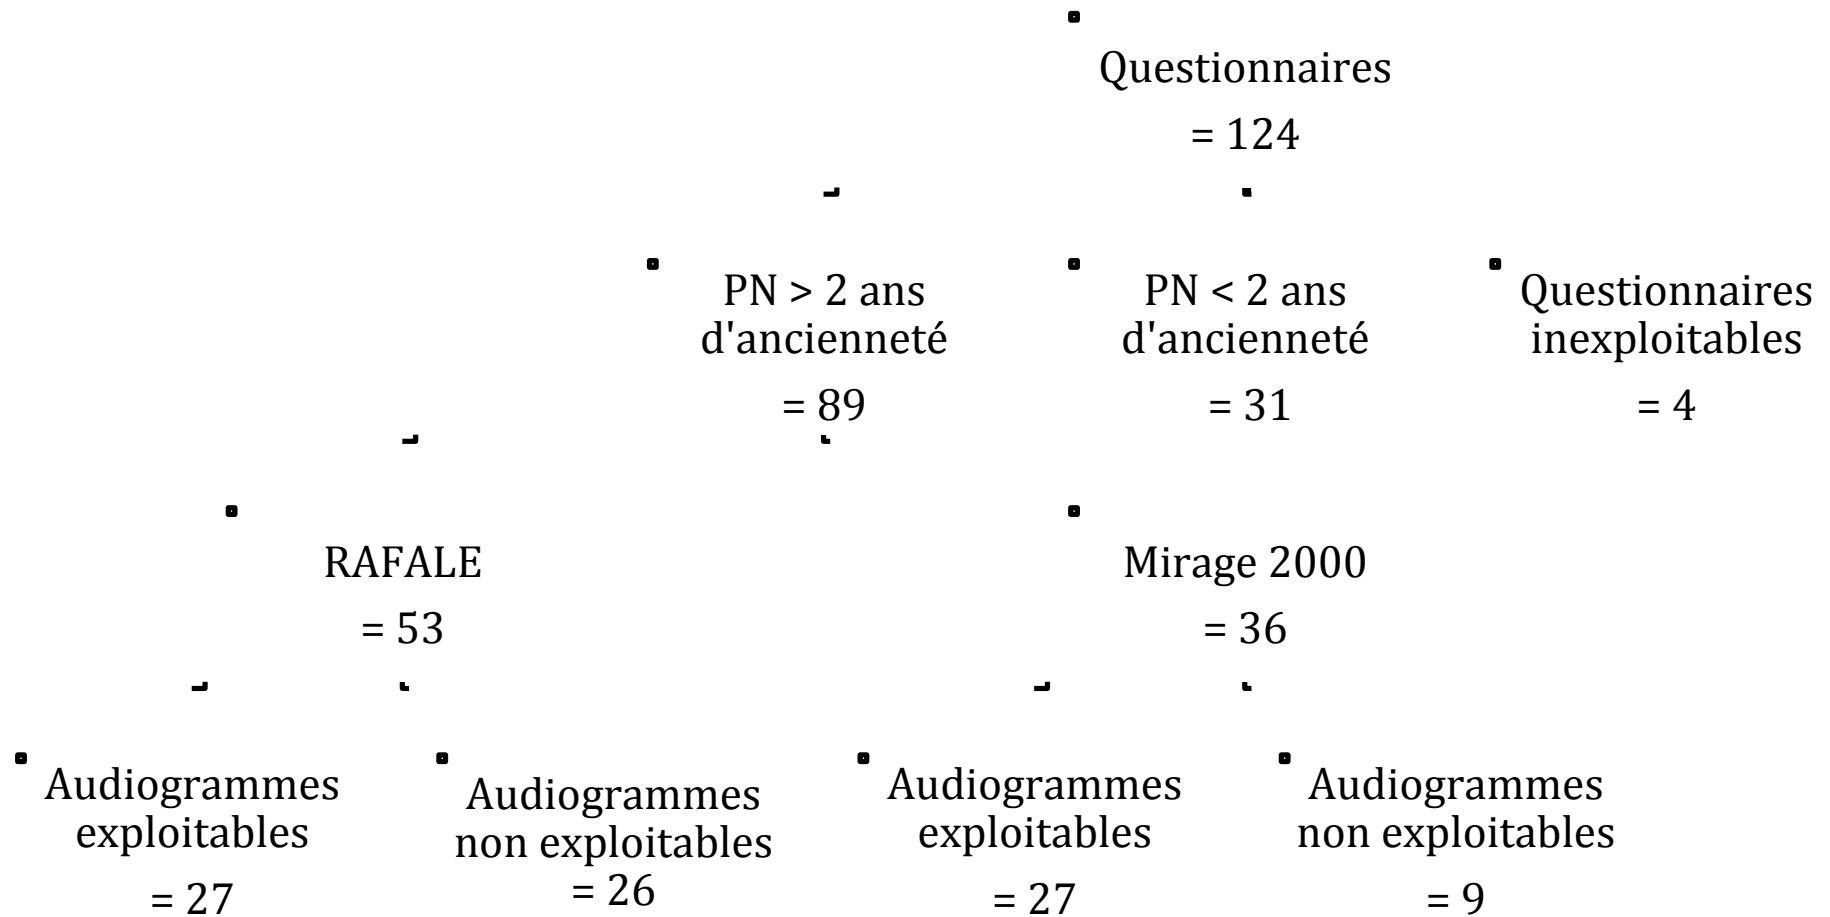 Questionnaires
= 124
PN > 2 ans
d'ancienneté
= 89
PN < 2 ans
d'ancienneté
= 31
Questionnaires
inexploitables
= 4
RAFALE
= 53
Mirage 2000
= 36
Audiogrammes
exploitables
= 27
Audiogrammes
non exploitables
= 26
Audiogrammes
exploitables
= 27
Audiogrammes
non exploitables
= 9